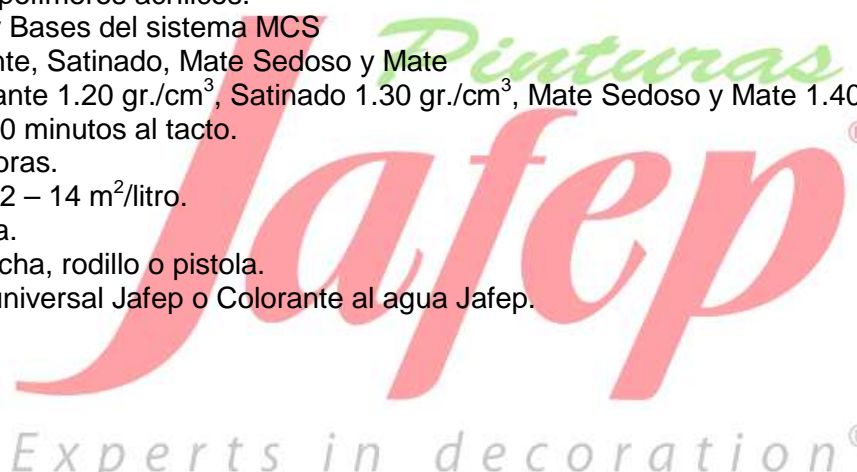 polímeros acrílicos.
Bases del sistema MCS
nte, Satinado, Mate Sedoso y Mate
Pinturas
ante 1.20 gr./cm³, Satinado 1.30 gr./cm³, Mate Sedoso y Mate 1.40
0 minutos al tacto.
oras.
2 – 14 m²/litro.
a.
cha, rodillo o pistola.
universal Jafep o Colorante al agua Jafep.
Jafep®
Experts in decoration®